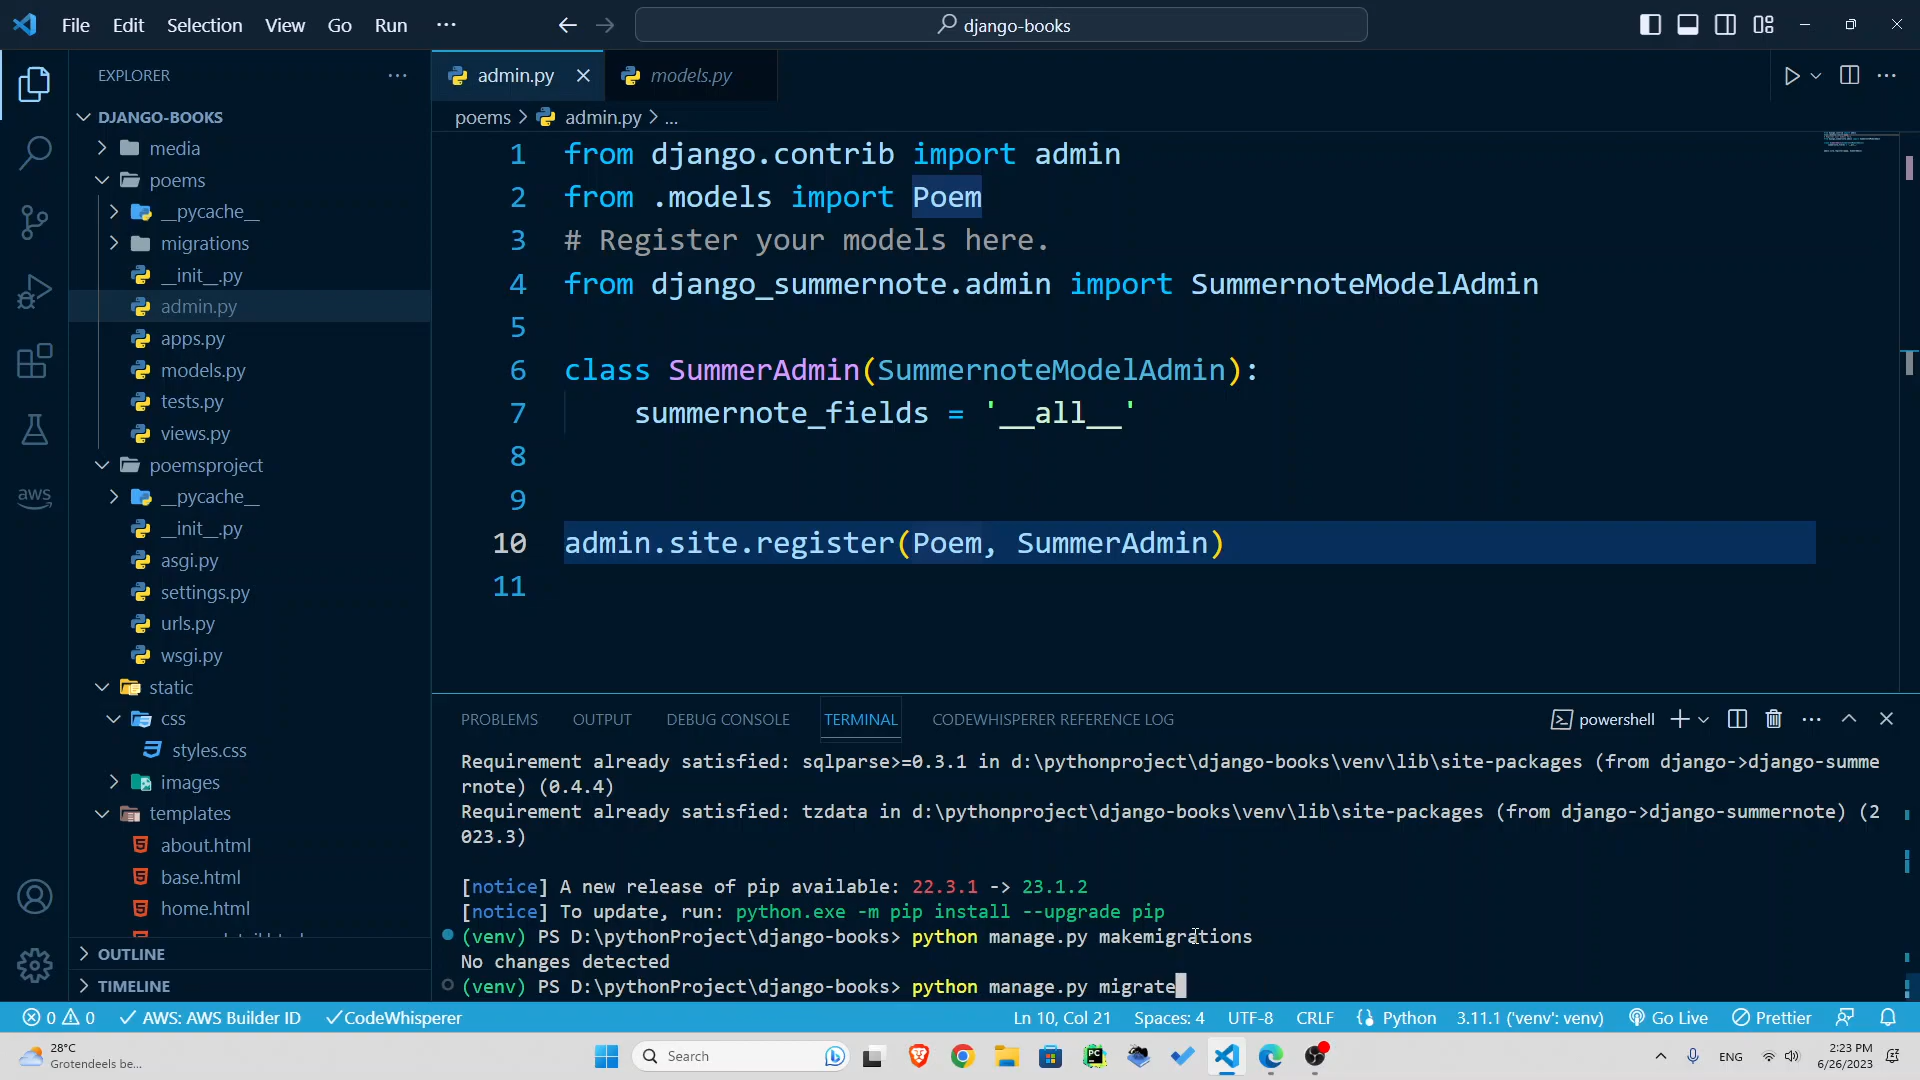 File Edit Selection View Go Run ···
django-books
EXPLORER ···
DJANGO-BOOKS
media
poems
__pycache__
migrations
__init__.py
admin.py
apps.py
models.py
tests.py
views.py
poemsproject
__pycache__
__init__.py
asgi.py
settings.py
urls.py
wsgi.py
static
css
styles.css
images
templates
about.html
base.html
home.html
OUTLINE
TIMELINE
aws
admin.py
models.py
poems > admin.py > ...
1 from django.contrib import admin
2 from .models import Poem
3 # Register your models here.
4 from django_summernote.admin import SummernoteModelAdmin
5
6 class SummerAdmin(SummernoteModelAdmin):
7 summernote_fields = '__all__'
8
9
10 admin.site.register(Poem, SummerAdmin)
11
PROBLEMS OUTPUT DEBUG CONSOLE TERMINAL CODEWHISPERER REFERENCE LOG
powershell
Requirement already satisfied: sqlparse>=0.3.1 in d:\pythonproject\django-books\venv\lib\site-packages (from django->django-summe
rnote) (0.4.4)
Requirement already satisfied: tzdata in d:\pythonproject\django-books\venv\lib\site-packages (from django->django-summernote) (2
023.3)
[notice] A new release of pip available: 22.3.1 -> 23.1.2
[notice] To update, run: python.exe -m pip install --upgrade pip
(venv) PS D:\pythonProject\django-books> python manage.py makemigrations
No changes detected
(venv) PS D:\pythonProject\django-books> python manage.py migrate
0 0 AWS: AWS Builder ID CodeWhisperer
Ln 10, Col 21 Spaces: 4 UTF-8 CRLF Python 3.11.1 ('venv': venv) Go Live Prettier
28°C
Grotendeels be...
Search
PC
ENG
2:23 PM
6/26/2023